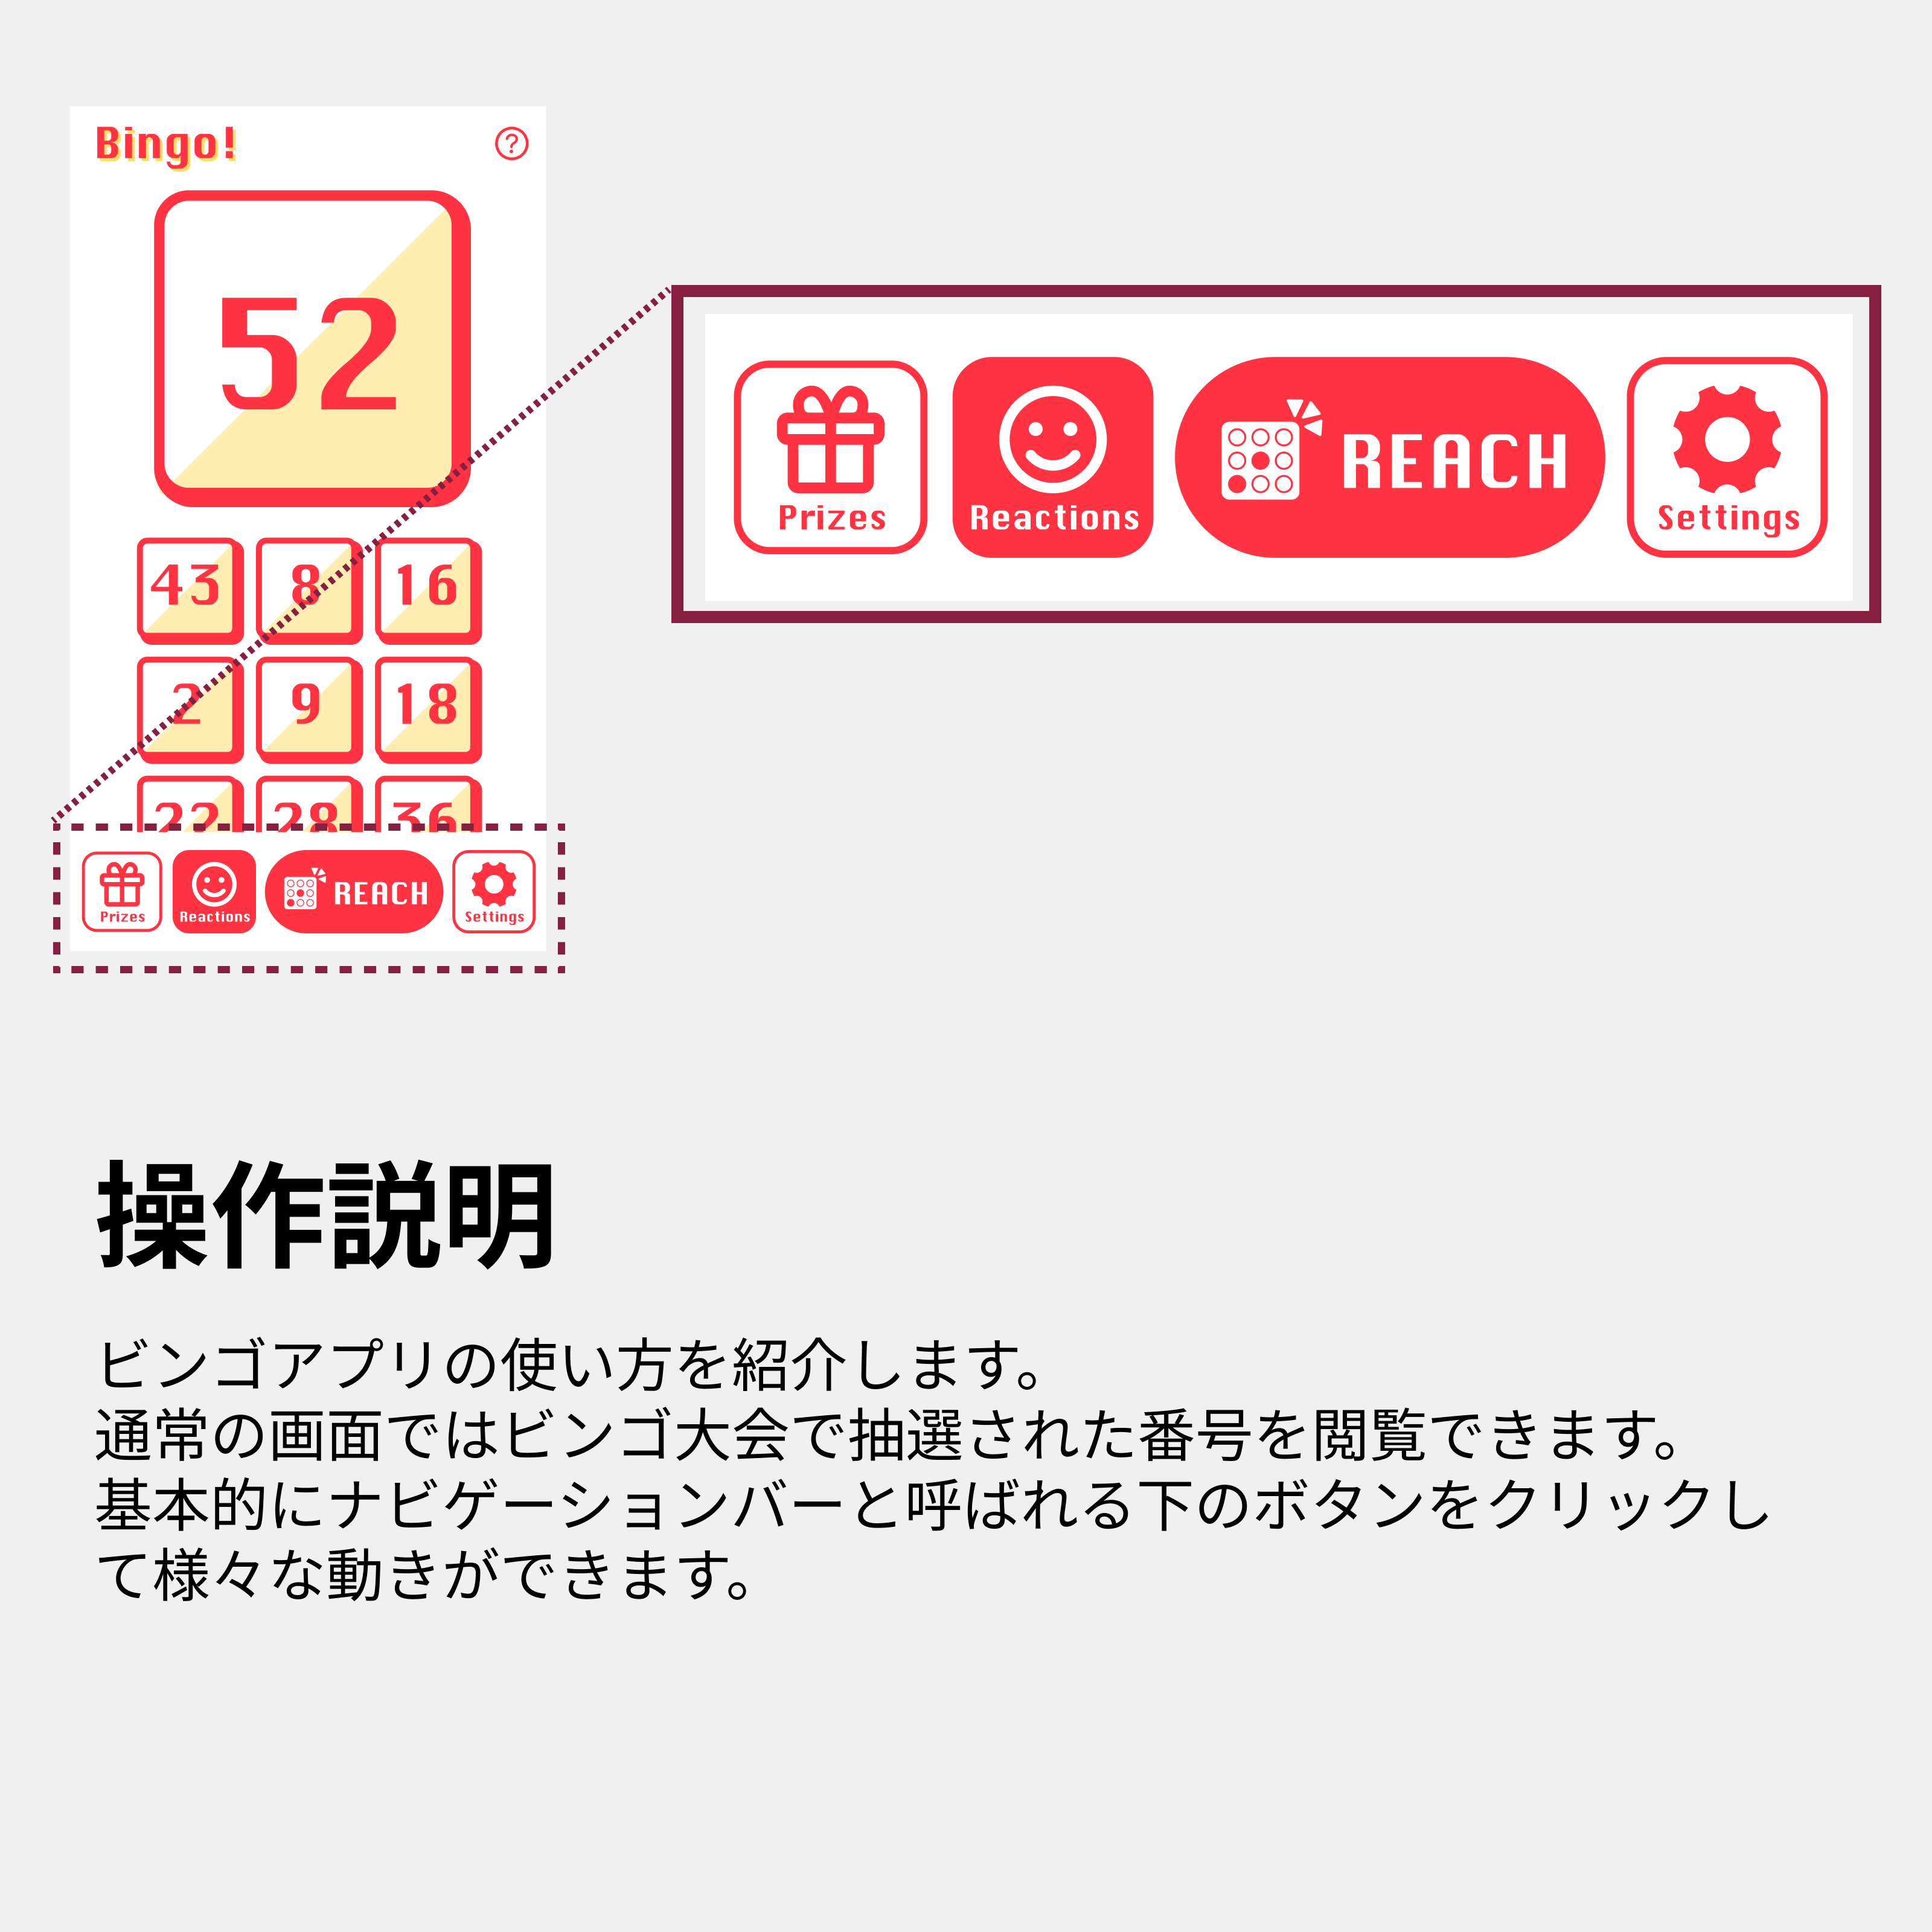 Bingo!
?
52
43 8 16
2 9 18
22 28 36
Prizes Reactions REACH Settings
Prizes Reactions REACH Settings
操作説明
ビンゴアプリの使い方を紹介します。
通常の画面ではビンゴ大会で抽選された番号を閲覧できます。
基本的にナビゲーションバーと呼ばれる下のボタンをクリックし
て様々な動きができます。